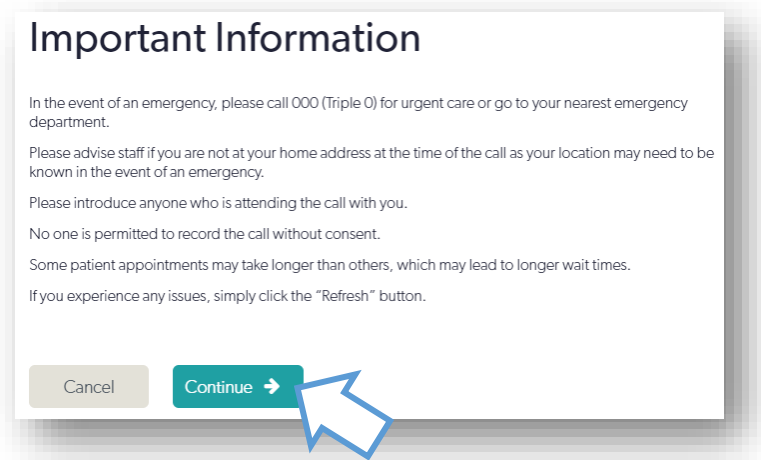 Important Information
In the event of an emergency, please call 000 (Triple 0) for urgent care or go to your nearest emergency
department.
Please advise staff if you are not at your home address at the time of the call as your location may need to be
known in the event of an emergency.
Please introduce anyone who is attending the call with you.
No one is permitted to record the call without consent.
Some patient appointments may take longer than others, which may lead to longer wait times.
If you experience any issues, simply click the “Refresh” button.
Cancel
Continue